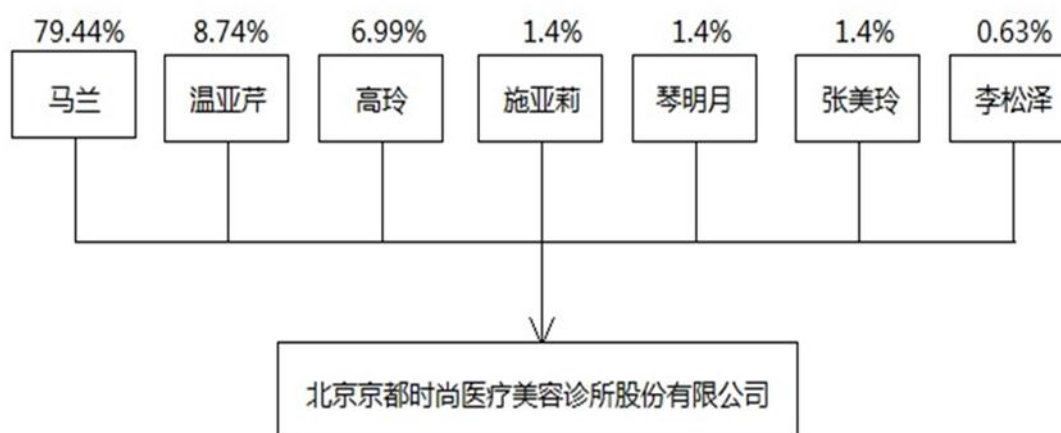 79.44% 8.74% 6.99% 1.4% 1.4% 1.4% 0.63%
马兰 温亚芹 高玲 施亚莉 琴明月 张美玲 李松泽
北京京都时尚医疗美容诊所股份有限公司